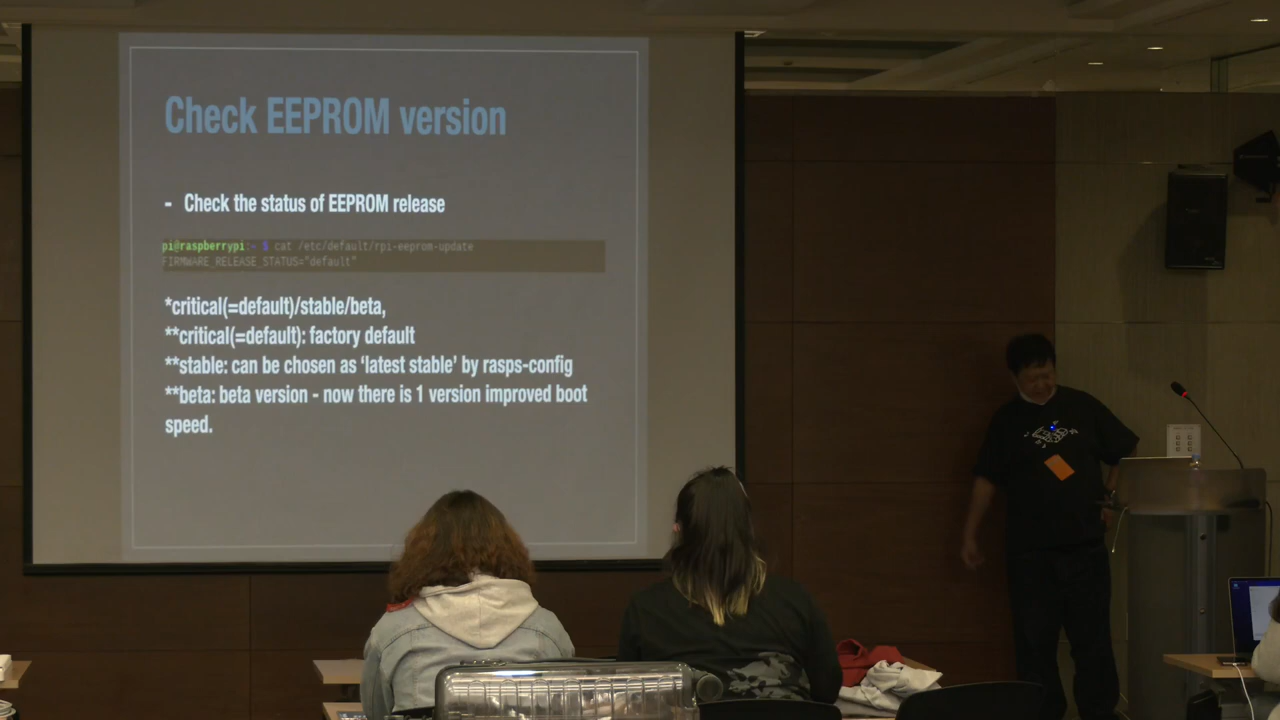 Check EEPROM version
- Check the status of EEPROM release
pi@raspberrypi:~ $ cat /etc/default/rpi-eeprom-update
FIRMWARE_RELEASE_STATUS="default"
*critical(=default)/stable/beta,
**critical(=default): factory default
**stable: can be chosen as ‘latest stable’ by rasps-config
**beta: beta version - now there is 1 version improved boot
speed.